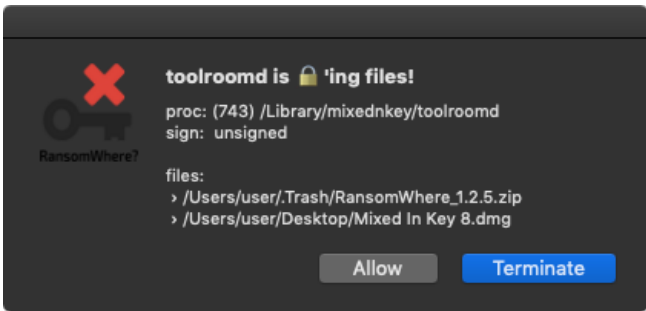 toolroomd is 🔒 'ing files!
proc: (743) /Library/mixednkey/toolroomd
sign: unsigned
RansomWhere?
files:
› /Users/user/.Trash/RansomWhere_1.2.5.zip
› /Users/user/Desktop/Mixed In Key 8.dmg
Allow
Terminate